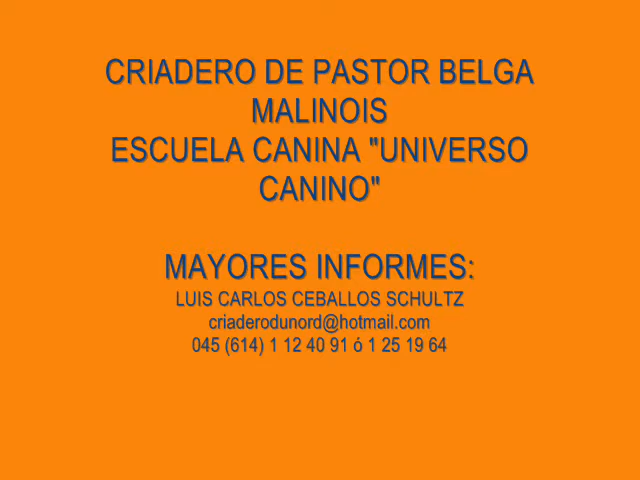 CRIADERO DE PASTOR BELGA
MALINOIS
ESCUELA CANINA "UNIVERSO
CANINO"
MAYORES INFORMES:
LUIS CARLOS CEBALLOS SCHULTZ
criaderodunord@hotmail.com
045 (614) 1 12 40 91 ó 1 25 19 64